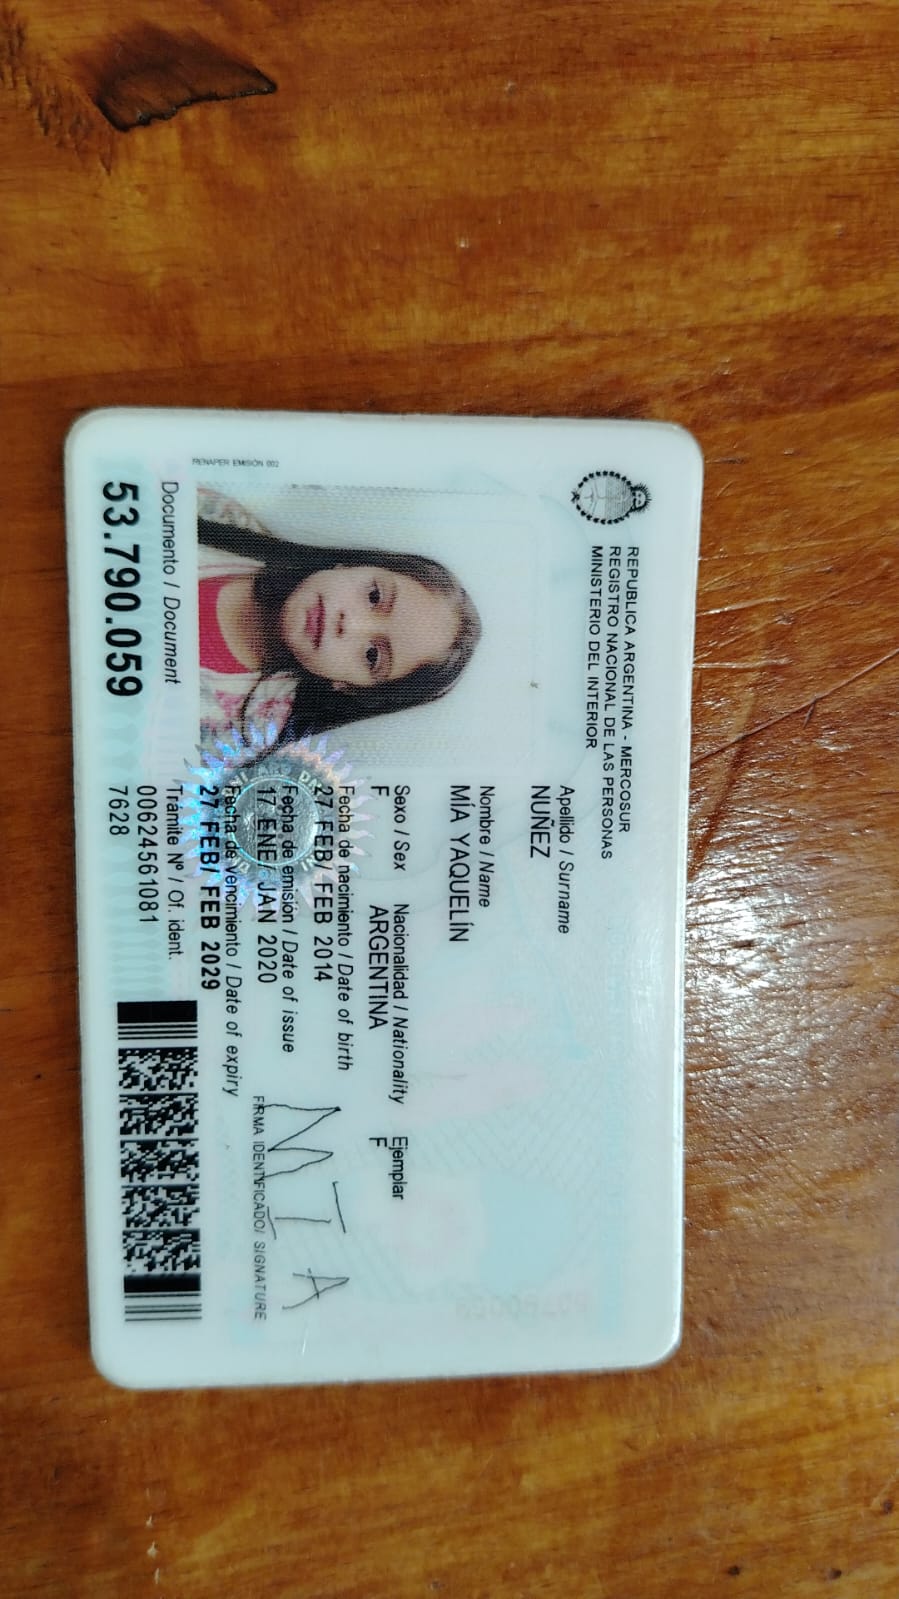 REPUBLICA ARGENTINA - MERCOSUR
REGISTRO NACIONAL DE LAS PERSONAS
MINISTERIO DEL INTERIOR
Apellido / Surname
NUÑEZ
Nombre / Name
MÍA YAQUELÍN
Sexo / Sex Nacionalidad / Nationality Ejemplar
F ARGENTINA F
Fecha de nacimiento / Date of birth
27 FEB/ FEB 2014
Fecha de emisión / Date of issue
17 ENE/ JAN 2020
Fecha de vencimiento / Date of expiry
27 FEB/ FEB 2029
MIA
FIRMA IDENTIFICADO/ SIGNATURE
RENAPER EMISIÓN 002
Documento / Document
53.790.059
Trámite Nº / Of. ident.
00624561081
7628